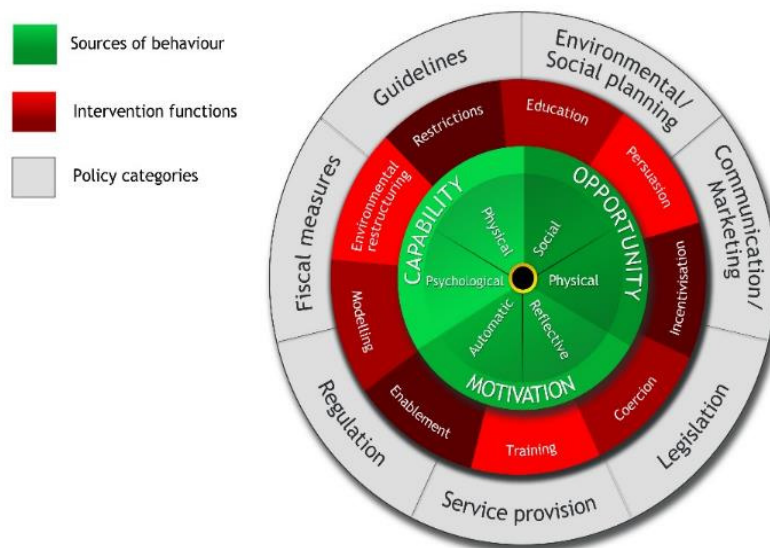 Sources of behaviour
Intervention functions
Policy categories
Environmental/
Social planning
Communication/
Marketing
Legislation
Service provision
Regulation
Fiscal measures
Guidelines
Education
Persuasion
Incentivisation
Coercion
Training
Enablement
Modelling
Environmental
restructuring
Restrictions
CAPABILITY
OPPORTUNITY
MOTIVATION
Physical
Social
Psychological
Physical
Automatic
Reflective